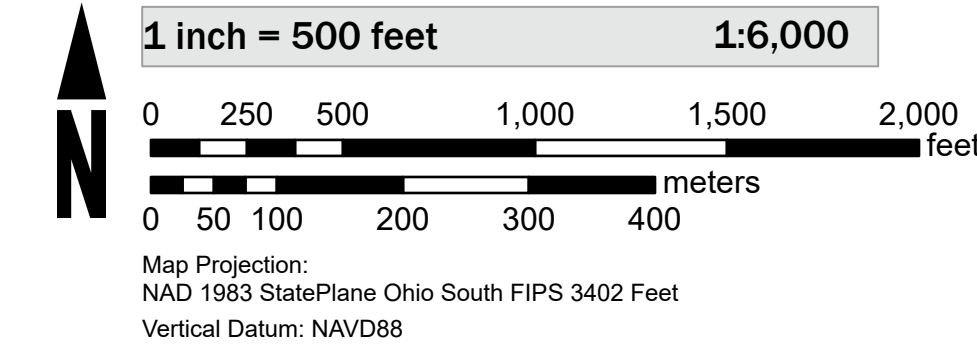 1 inch = 500 feet 1:6,000
0 250 500 1,000 1,500 2,000
feet
meters
0 50 100 200 300 400
N
Map Projection:
NAD 1983 StatePlane Ohio South FIPS 3402 Feet
Vertical Datum: NAVD88